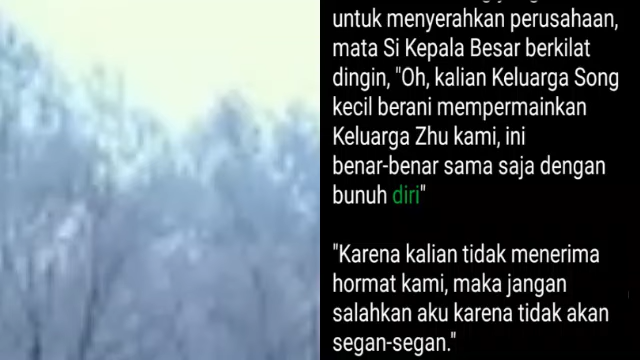 untuk menyerahkan perusahaan,
mata Si Kepala Besar berkilat
dingin, "Oh, kalian Keluarga Song
kecil berani mempermainkan
Keluarga Zhu kami, ini
benar-benar sama saja dengan
bunuh diri"
"Karena kalian tidak menerima
hormat kami, maka jangan
salahkan aku karena tidak akan
segan-segan."